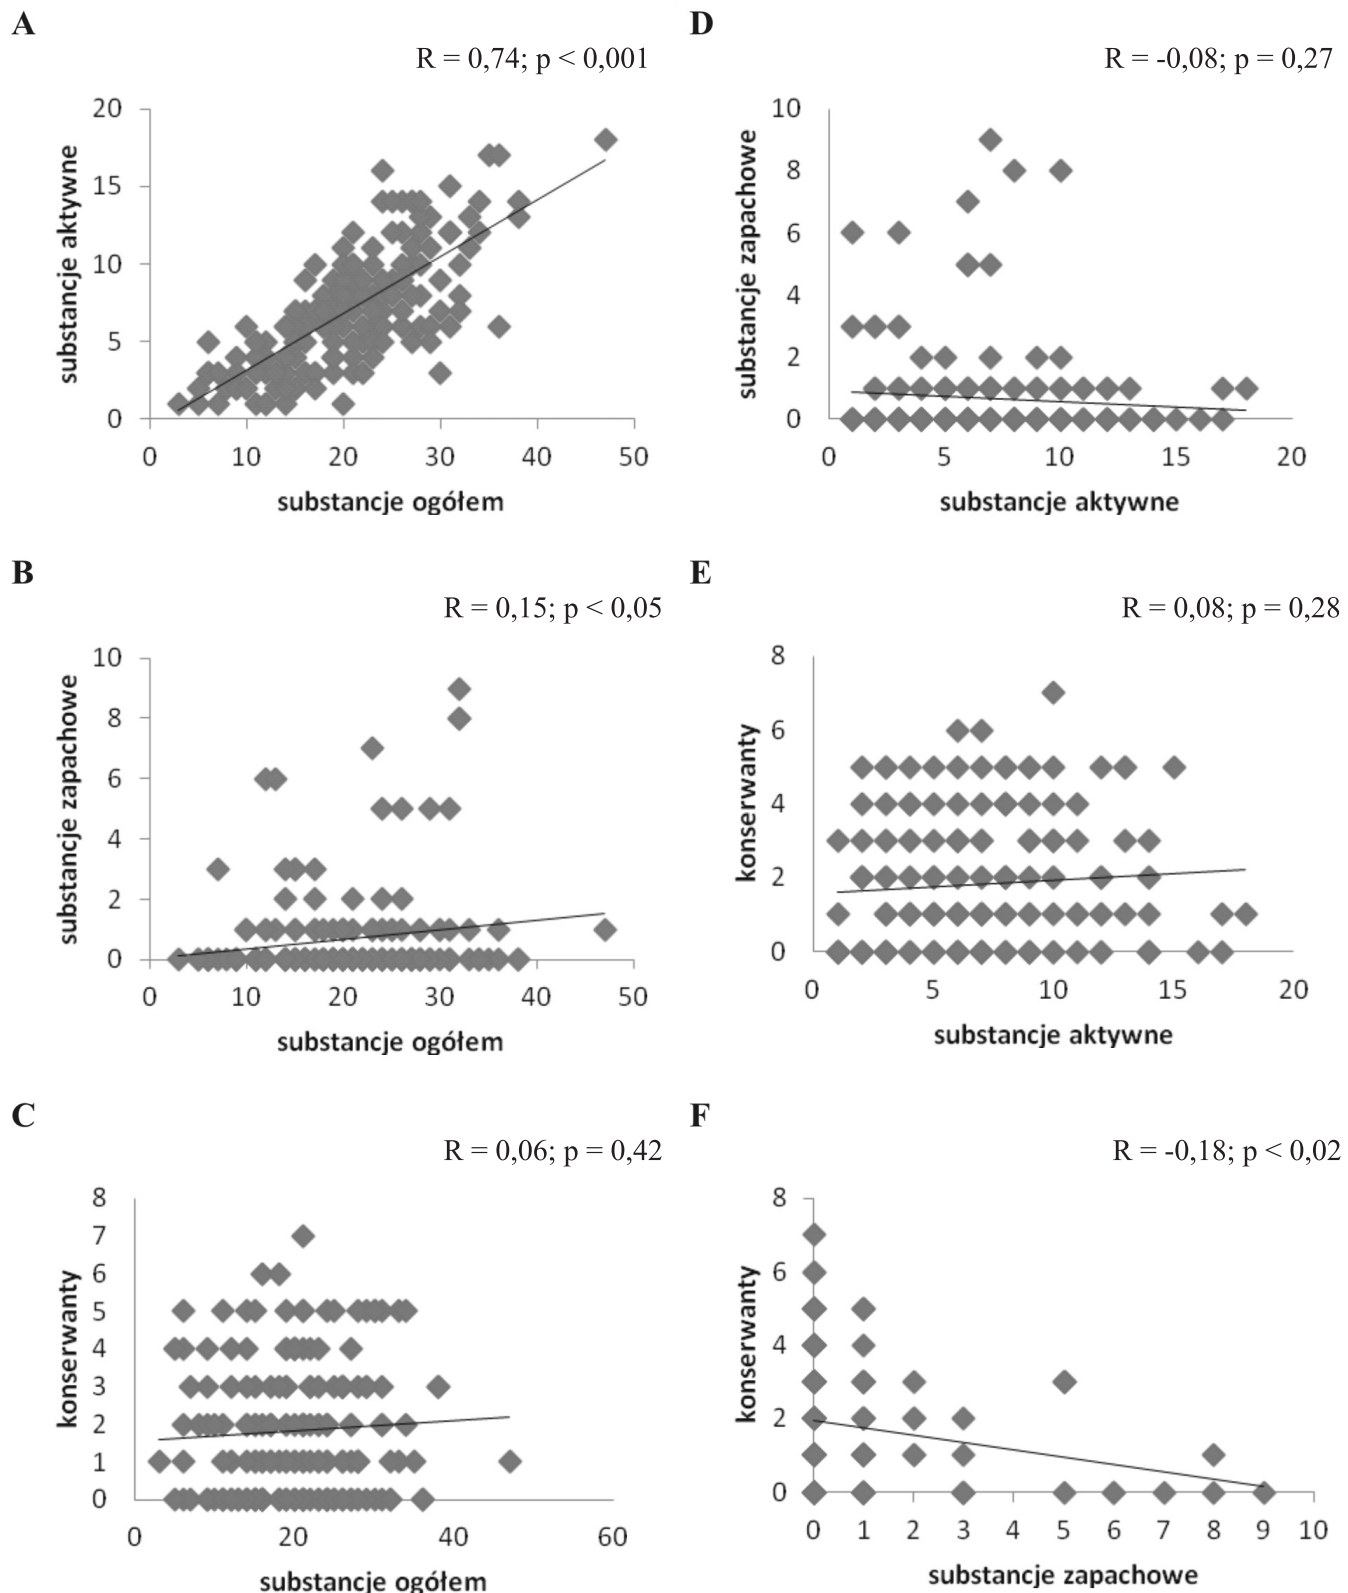 A
R = 0,74; p < 0,001
substancje aktywne
20
15
10
5
0
0 10 20 30 40 50
substancje ogółem
D
R = -0,08; p = 0,27
substancje zapachowe
10
8
6
4
2
0
0 5 10 15 20
substancje aktywne
B
R = 0,15; p < 0,05
substancje zapachowe
10
8
6
4
2
0
0 10 20 30 40 50
substancje ogółem
E
R = 0,08; p = 0,28
konserwanty
8
6
4
2
0
0 5 10 15 20
substancje aktywne
C
R = 0,06; p = 0,42
konserwanty
8
7
6
5
4
3
2
1
0
0 20 40 60
substancje ogółem
F
R = -0,18; p < 0,02
konserwanty
8
6
4
2
0
0 1 2 3 4 5 6 7 8 9 10
substancje zapachowe